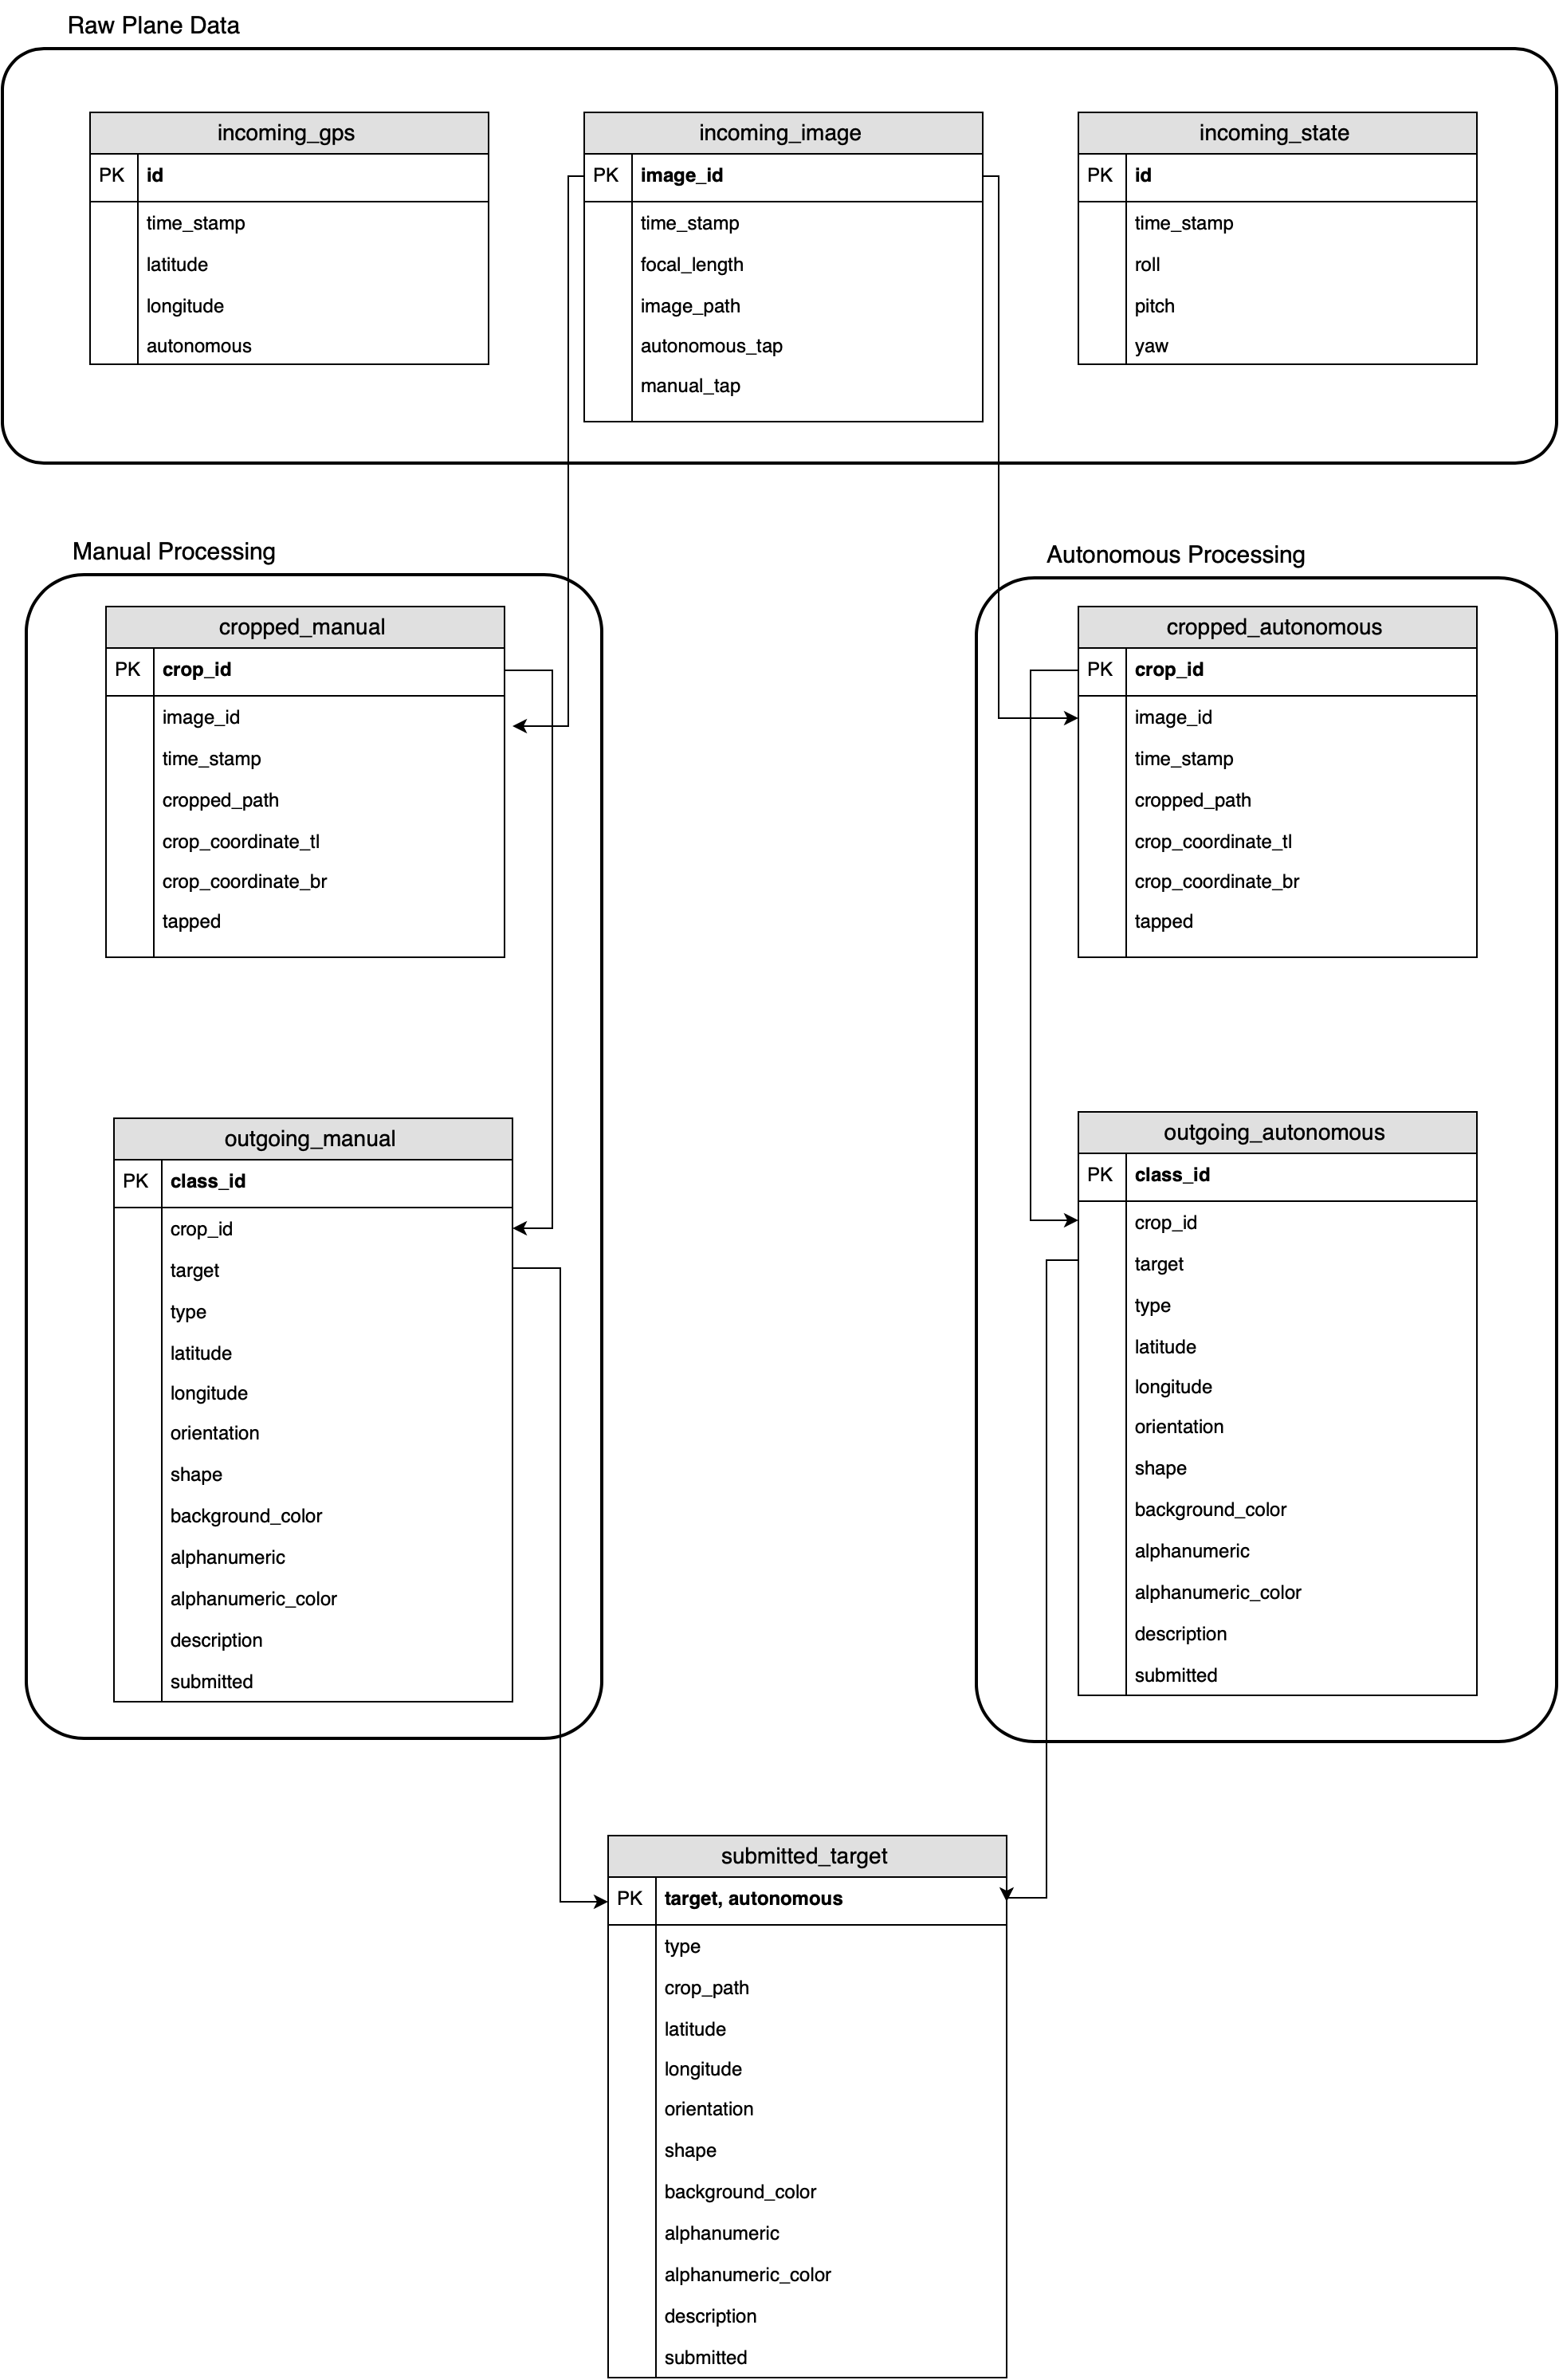 Raw Plane Data
incoming_gps
PK id
time_stamp
latitude
longitude
autonomous
incoming_image
PK image_id
time_stamp
focal_length
image_path
autonomous_tap
manual_tap
incoming_state
PK id
time_stamp
roll
pitch
yaw
Manual Processing
cropped_manual
PK crop_id
image_id
time_stamp
cropped_path
crop_coordinate_tl
crop_coordinate_br
tapped
outgoing_manual
PK class_id
crop_id
target
type
latitude
longitude
orientation
shape
background_color
alphanumeric
alphanumeric_color
description
submitted
Autonomous Processing
cropped_autonomous
PK crop_id
image_id
time_stamp
cropped_path
crop_coordinate_tl
crop_coordinate_br
tapped
outgoing_autonomous
PK class_id
crop_id
target
type
latitude
longitude
orientation
shape
background_color
alphanumeric
alphanumeric_color
description
submitted
submitted_target
PK target, autonomous
type
crop_path
latitude
longitude
orientation
shape
background_color
alphanumeric
alphanumeric_color
description
submitted